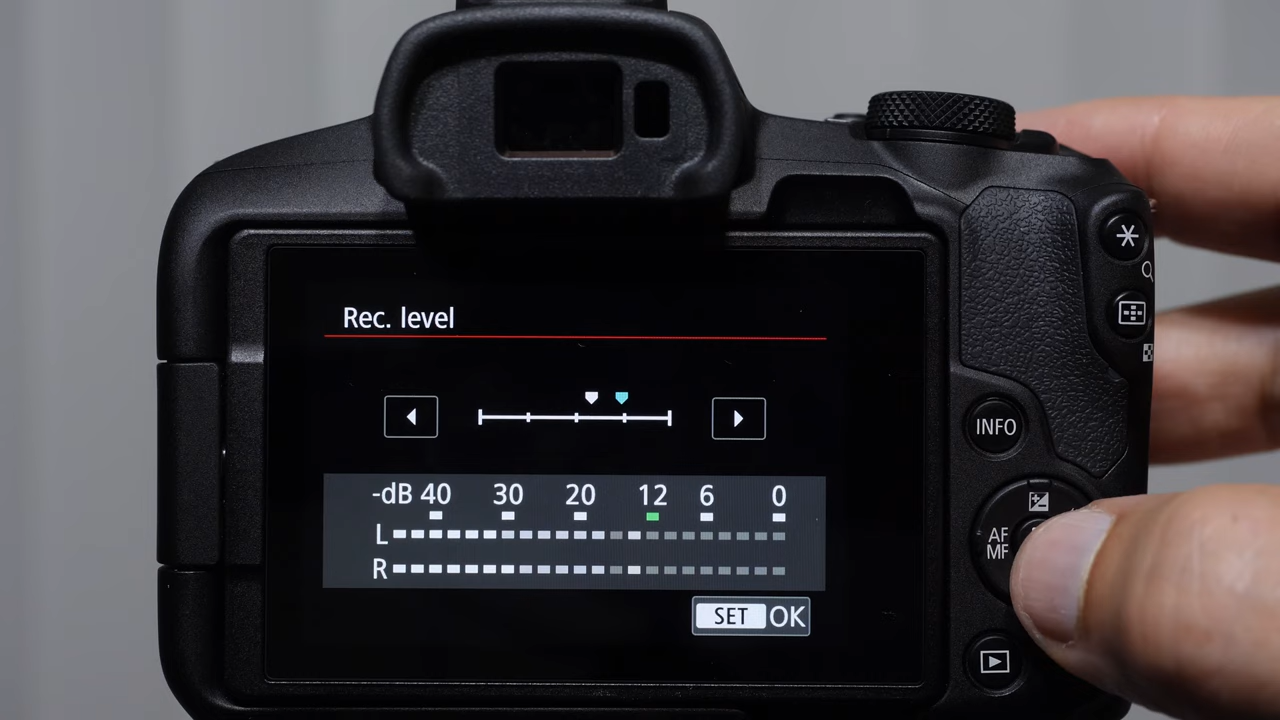 Rec. level
-dB 40 30 20 12 6 0
L
R
SET OK
INFO
AF
MF